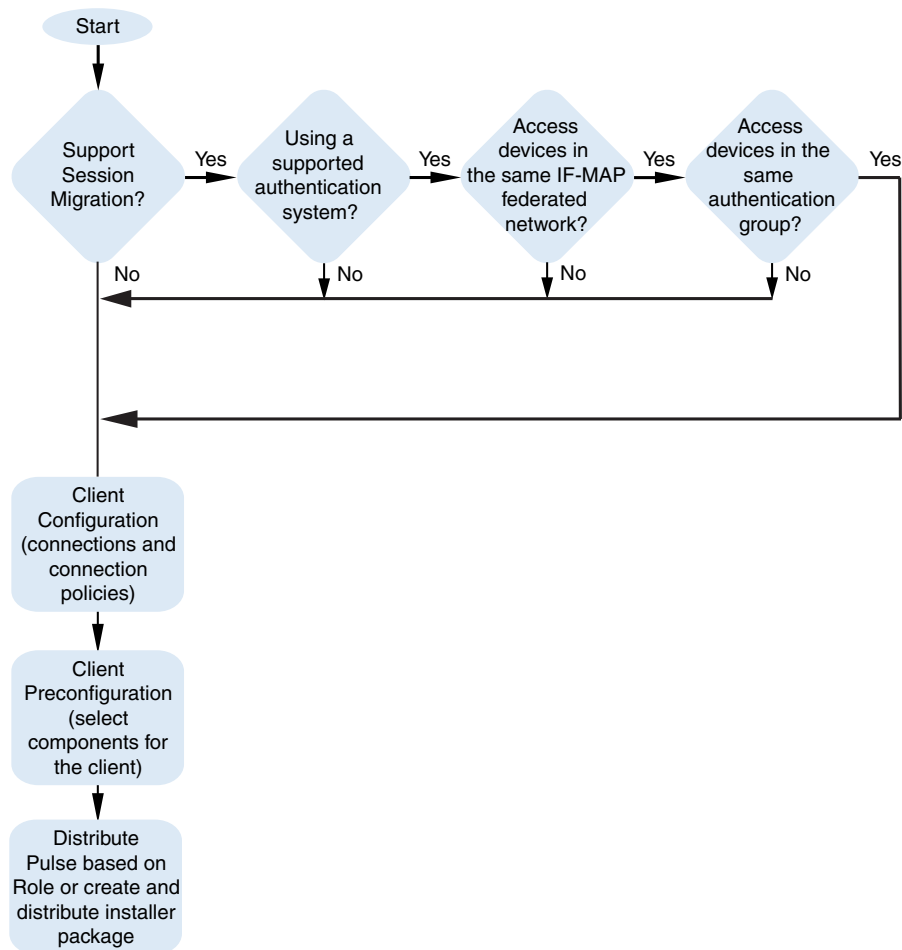 Start
Support
Session
Migration?
Yes
Using a
supported
authentication
system?
Yes
Access
devices in
the same IF-MAP
federated
network?
Yes
Access
devices in the
same
authentication
group?
Yes
No
No
No
No
Client
Configuration
(connections and
connection
policies)
Client
Preconfiguration
(select
components for
the client)
Distribute
Pulse based on
Role or create and
distribute installer
package